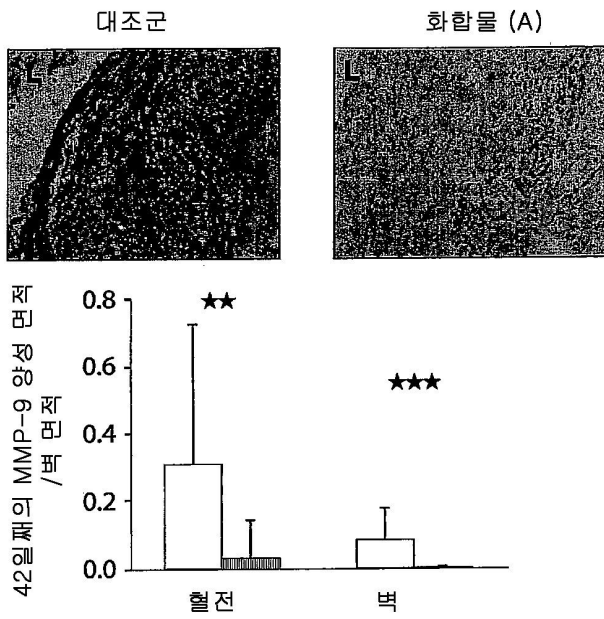 대조군
화합물 (A)
L
L
42일째의 MMP-9 양성 면적
/벽 면적
0.8
0.6
0.4
0.2
0.0
★★
★★★
혈전
벽